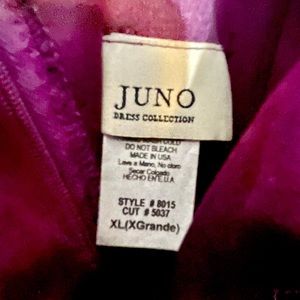 JUNO
DRESS COLLECTION
COLD
DO NOT BLEACH
MADE IN USA
Lave a Mano, No cloro
Secar Colgado
HECHO EN E.U.A.
STYLE # 8015
CUT # 5037
XL(XGrande)